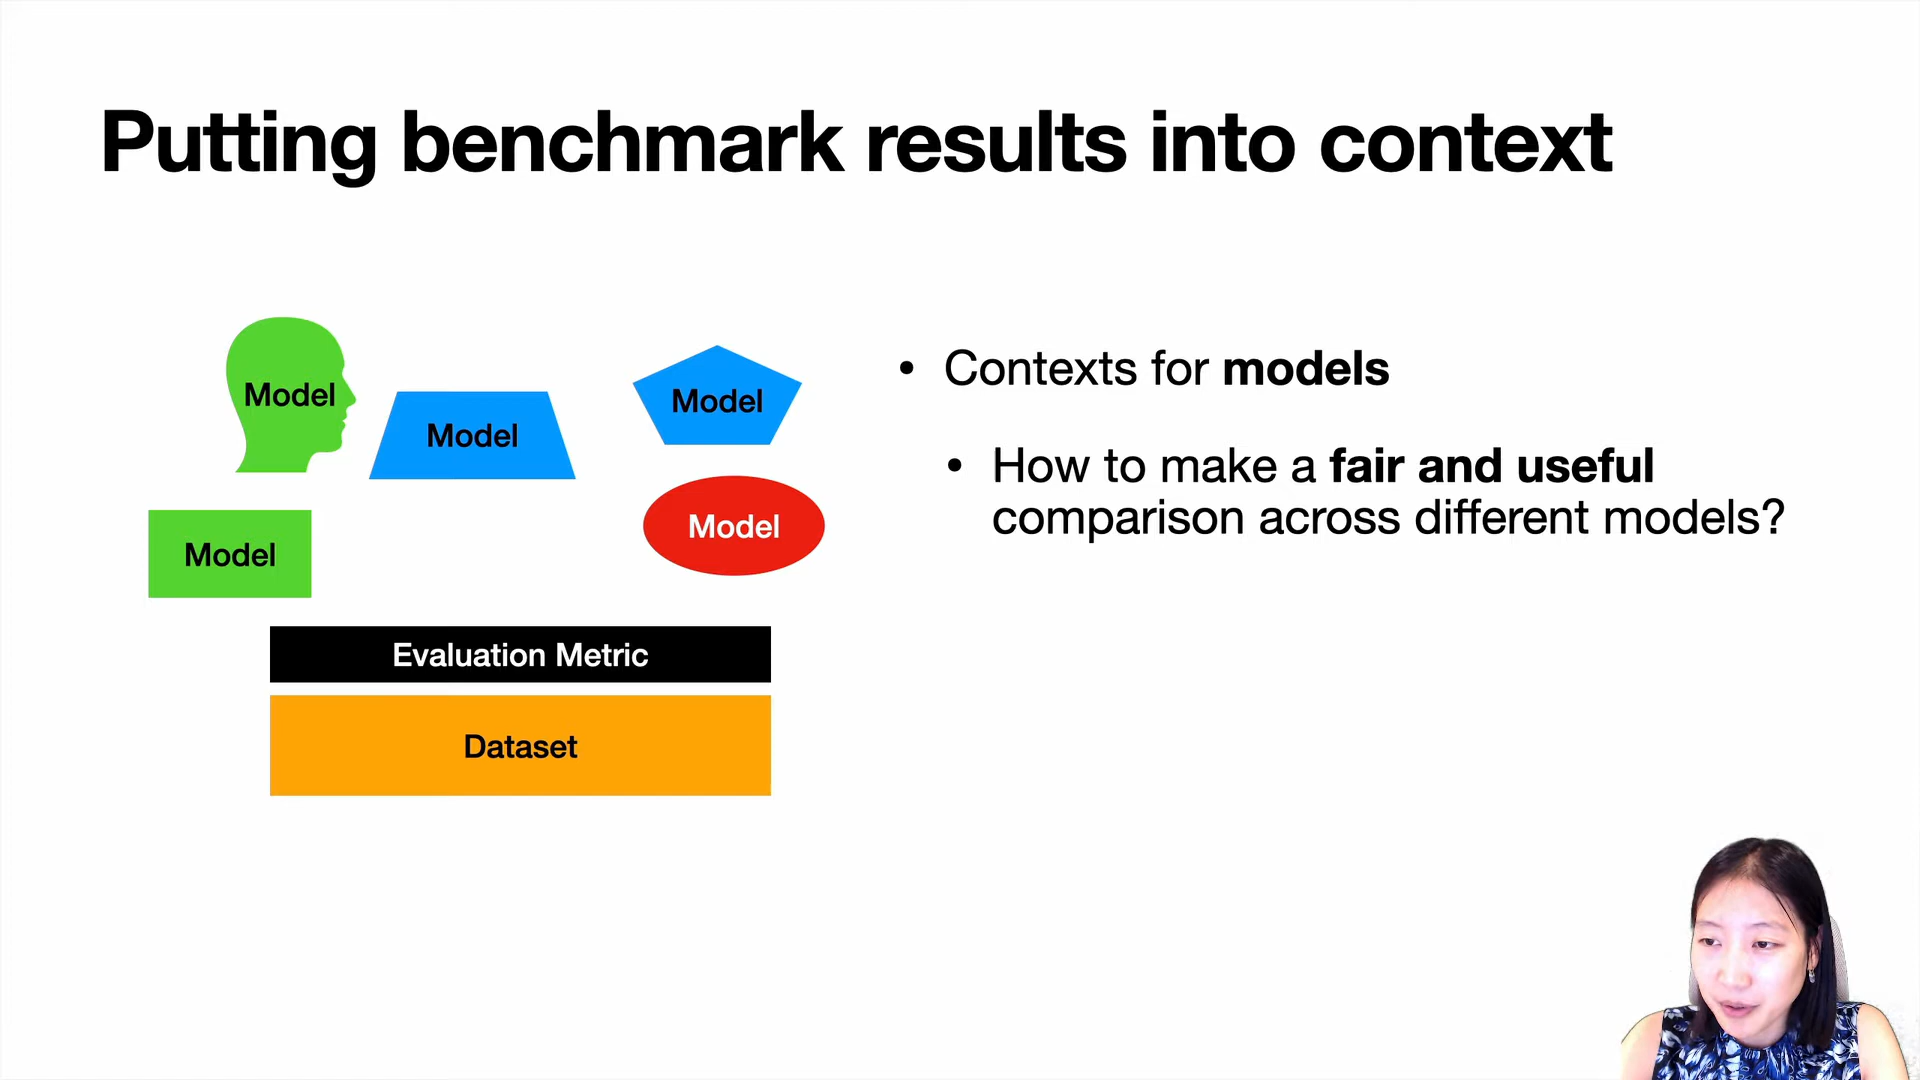 Putting benchmark results into context
Model
Model
Model
Model
Model
Evaluation Metric
Dataset
• Contexts for models
• How to make a fair and useful
comparison across different models?